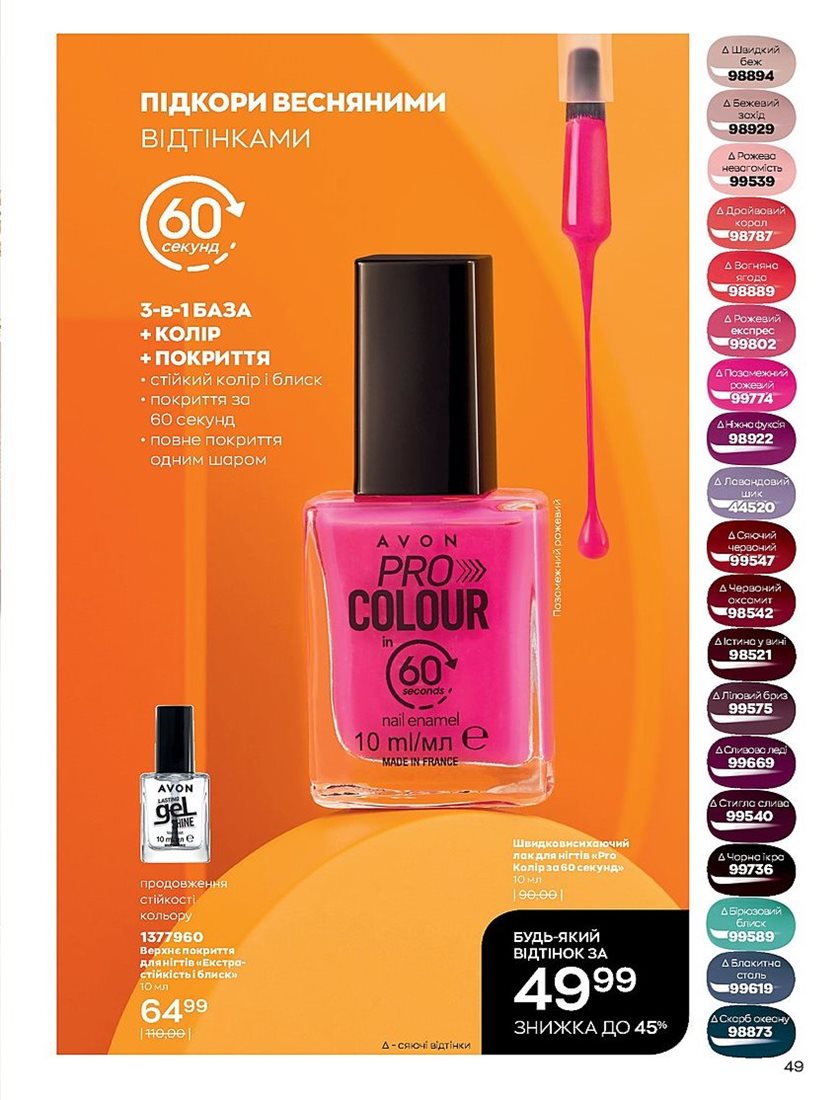 ПІДКОРИ ВЕСНЯНИМИ
ВІДТІНКАМИ
60
секунд
3-в-1 БАЗА
+ КОЛІР
+ ПОКРИТТЯ
• стійкий колір і блиск
• покриття за
60 секунд
• повне покриття
одним шаром
AVON
PRO
COLOUR
in
60
seconds
nail enamel
10 ml/мл e
MADE IN FRANCE
Позамежний рожевий
AVON
LASTING
gel
SHINE
10 ml/мл e
продовження
стійкості
кольору
1377960
Верхнє покриття
для нігтів «Екстра-
стійкість і блиск»
10 мл
64 99
|110,00|
Швидковисихаючий
лак для нігтів «Pro
Колір за 60 секунд»
10 мл
|90,00|
БУДЬ-ЯКИЙ
ВІДТІНОК ЗА
49 99
ЗНИЖКА ДО 45%
Δ - сяючі відтінки
Δ Швидкий
беж
98894
Δ Бежевий
захід
98929
Δ Рожева
невагомість
99539
Δ Драйвовий
корал
98787
Δ Вогняна
ягода
98889
Δ Рожевий
експрес
99802
Δ Позамежний
рожевий
99774
Δ Ніжна фуксія
98922
Δ Лавандовий
шик
44520
Δ Сяючий
червоний
99547
Δ Червоний
оксамит
98542
Δ Істина у вині
98521
Δ Ліловий бриз
99575
Δ Сливова леді
99669
Δ Стигла слива
99540
Δ Чорна ікра
99736
Δ Бірюзовий
блиск
99589
Δ Блакитна
сталь
99619
Δ Скарб океану
98873
49